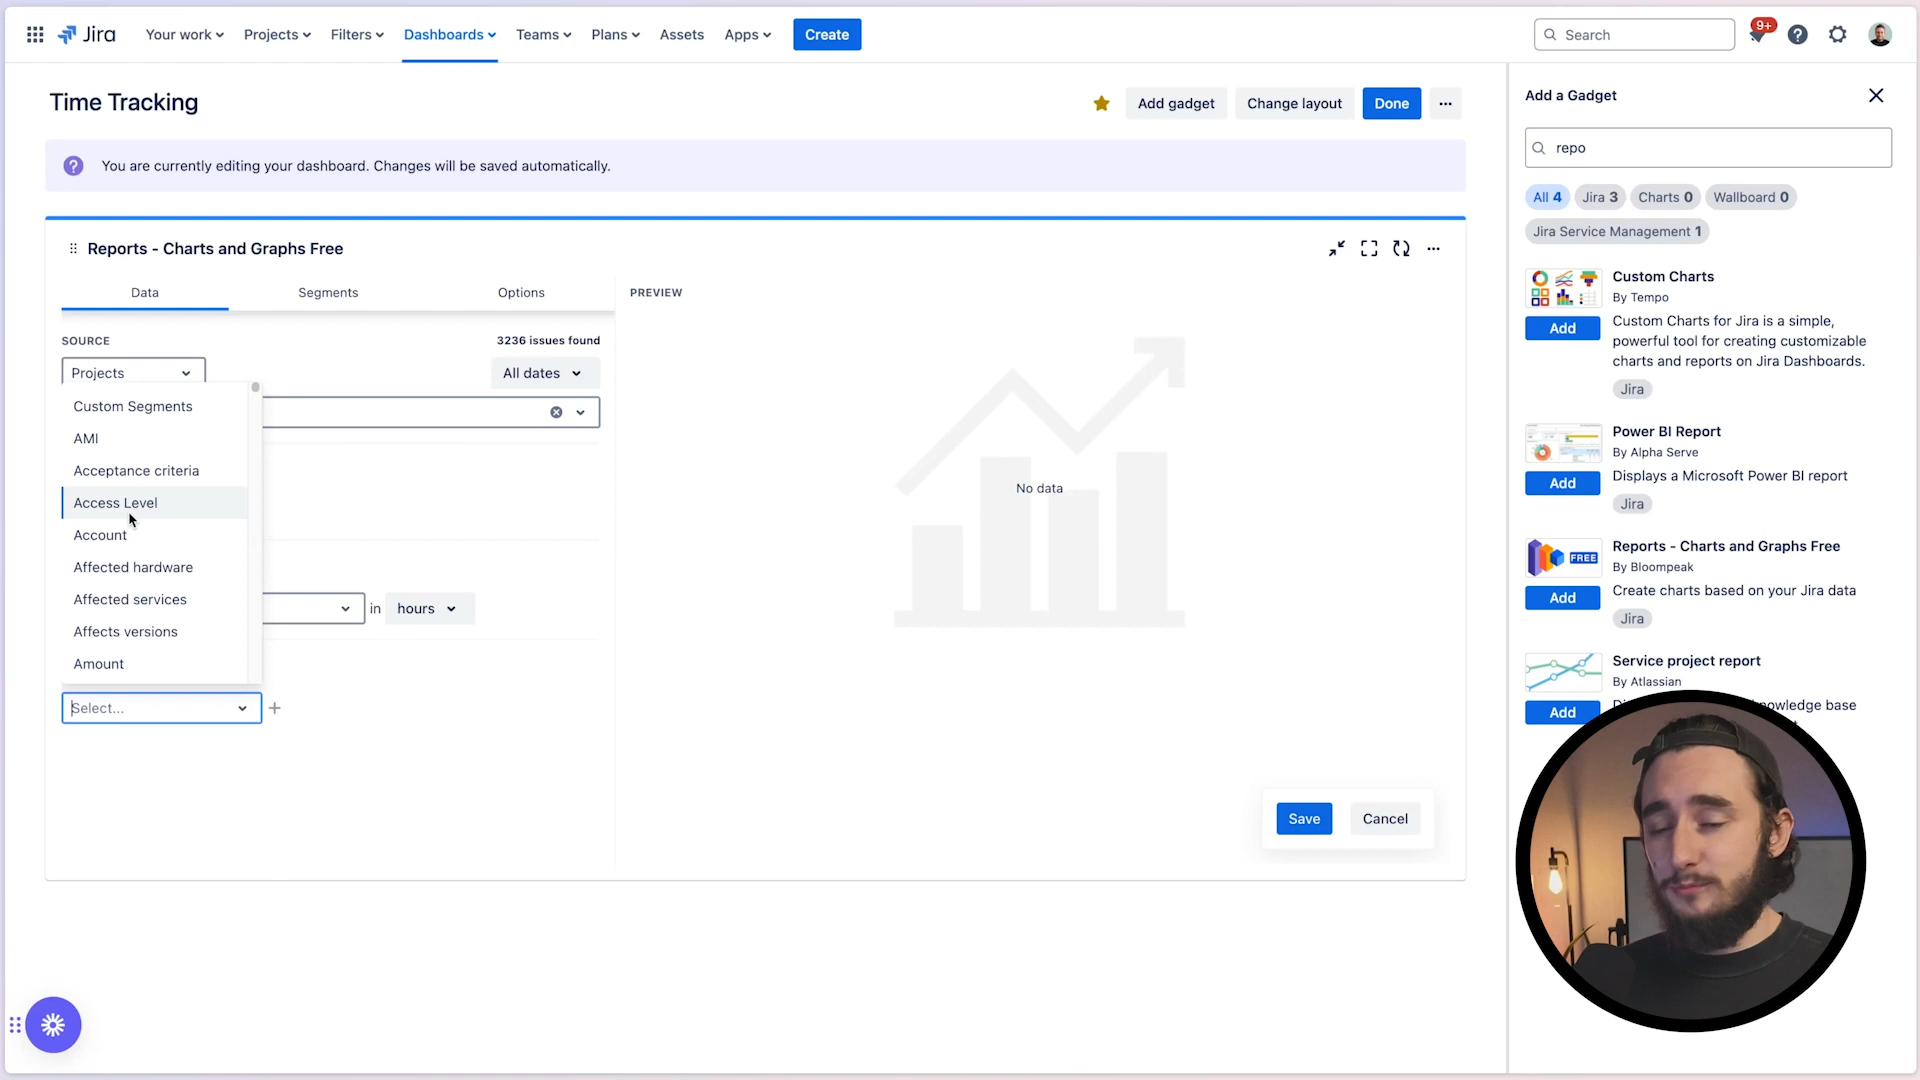 Jira
Your work
Projects
Filters
Dashboards
Teams
Plans
Assets
Apps
Create
Search
9+
Time Tracking
Add gadget
Change layout
Done
You are currently editing your dashboard. Changes will be saved automatically.
Reports - Charts and Graphs Free
Data
Segments
Options
PREVIEW
SOURCE
3236 issues found
Projects
All dates
Custom Segments
AMI
Acceptance criteria
Access Level
Account
Affected hardware
Affected services
Affects versions
Amount
in
hours
Select...
No data
Save
Cancel
Add a Gadget
repo
All 4
Jira 3
Charts 0
Wallboard 0
Jira Service Management 1
Custom Charts
By Tempo
Add
Custom Charts for Jira is a simple,
powerful tool for creating customizable
charts and reports on Jira Dashboards.
Jira
Power BI Report
By Alpha Serve
Add
Displays a Microsoft Power BI report
Jira
FREE
Reports - Charts and Graphs Free
By Bloompeak
Add
Create charts based on your Jira data
Jira
Service project report
By Atlassian
Add
base